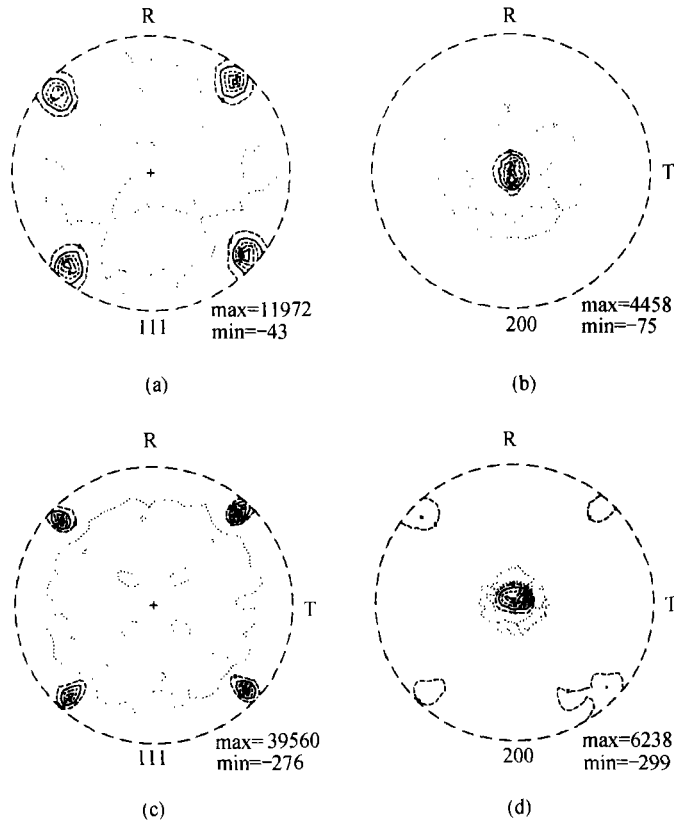 R
R
T
max=11972
min=-43
111
max=4458
min=-75
200
(a)
(b)
R
R
T
T
max=39560
min=-276
111
max=6238
min=-299
200
(c)
(d)